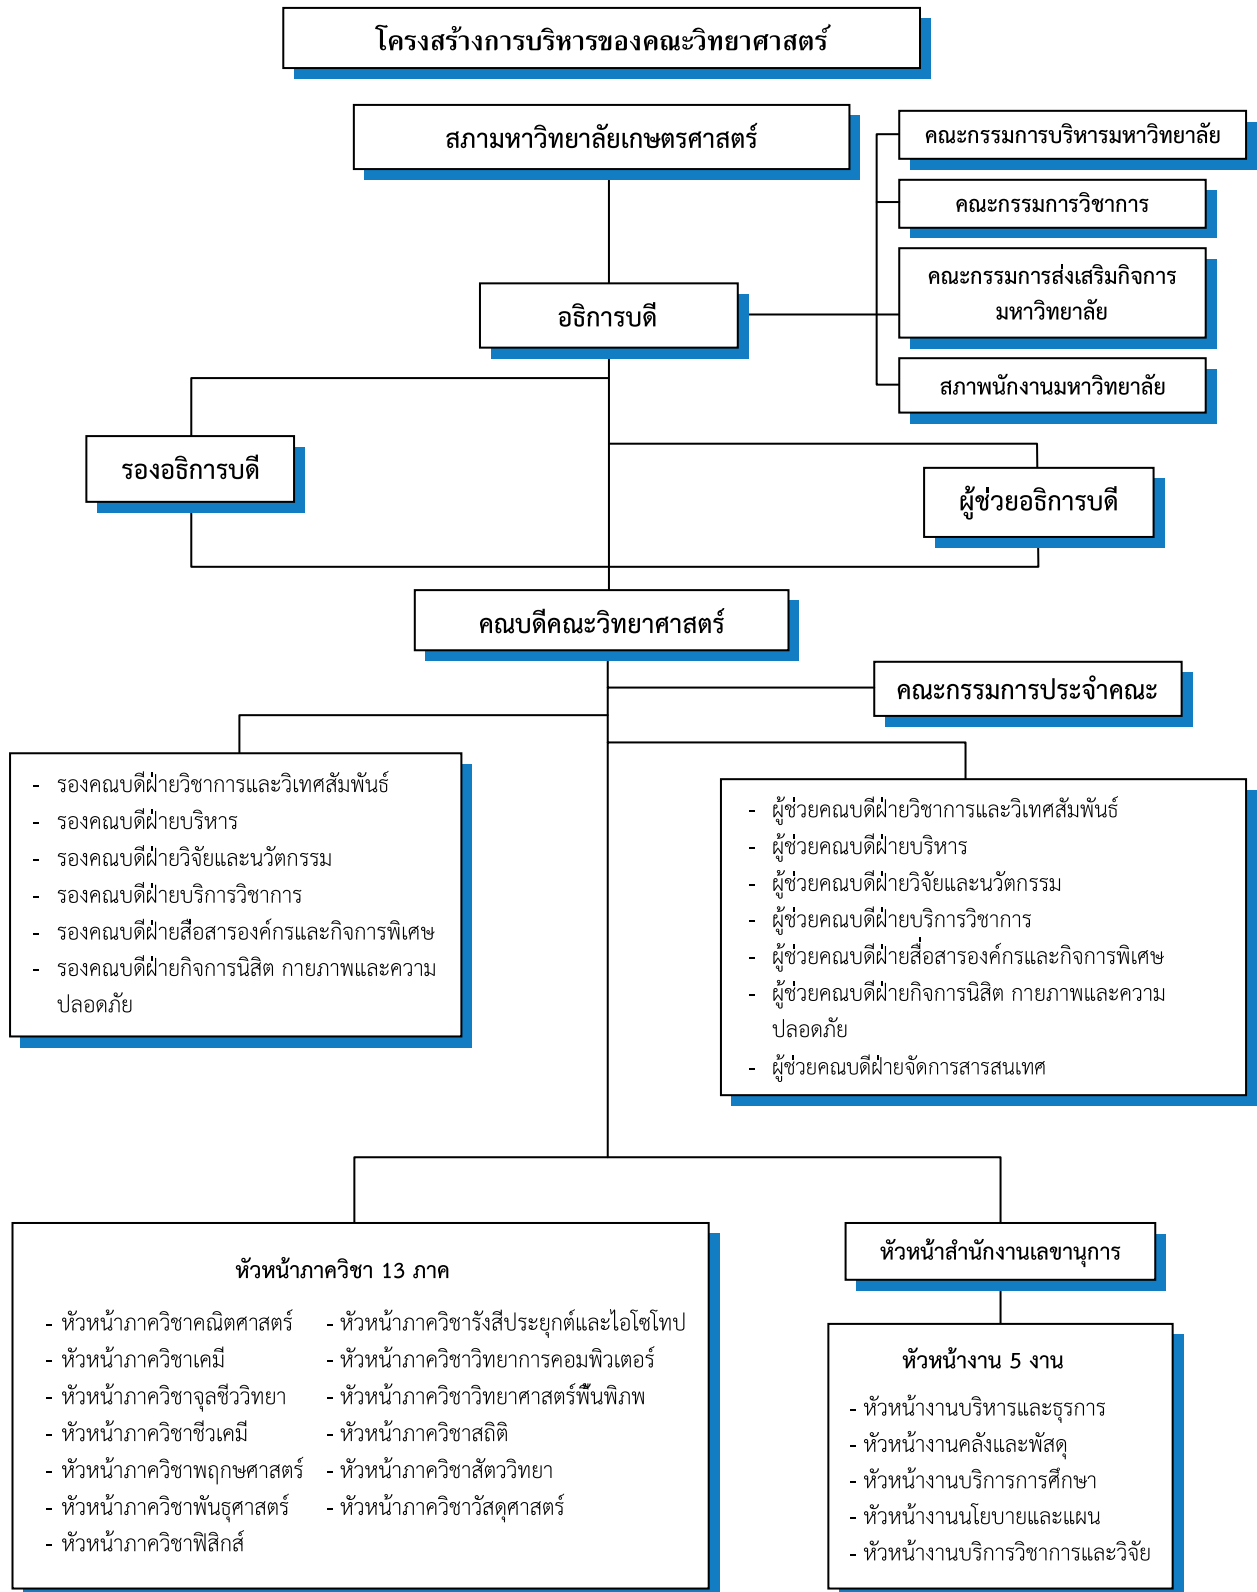 โครงสร้างการบริหารของคณะวิทยาศาสตร์
สภามหาวิทยาลัยเกษตรศาสตร์
คณะกรรมการบริหารมหาวิทยาลัย
คณะกรรมการวิชาการ
คณะกรรมการส่งเสริมกิจการ
มหาวิทยาลัย
สภาพนักงานมหาวิทยาลัย
อธิการบดี
รองอธิการบดี
ผู้ช่วยอธิการบดี
คณบดีคณะวิทยาศาสตร์
คณะกรรมการประจำคณะ
- รองคณบดีฝ่ายวิชาการและวิเทศสัมพันธ์
- รองคณบดีฝ่ายบริหาร
- รองคณบดีฝ่ายวิจัยและนวัตกรรม
- รองคณบดีฝ่ายบริการวิชาการ
- รองคณบดีฝ่ายสื่อสารองค์กรและกิจการพิเศษ
- รองคณบดีฝ่ายกิจการนิสิต กายภาพและความ
ปลอดภัย
- ผู้ช่วยคณบดีฝ่ายวิชาการและวิเทศสัมพันธ์
- ผู้ช่วยคณบดีฝ่ายบริหาร
- ผู้ช่วยคณบดีฝ่ายวิจัยและนวัตกรรม
- ผู้ช่วยคณบดีฝ่ายบริการวิชาการ
- ผู้ช่วยคณบดีฝ่ายสื่อสารองค์กรและกิจการพิเศษ
- ผู้ช่วยคณบดีฝ่ายกิจการนิสิต กายภาพและความ
ปลอดภัย
- ผู้ช่วยคณบดีฝ่ายจัดการสารสนเทศ
หัวหน้าภาควิชา 13 ภาค
- หัวหน้าภาควิชาคณิตศาสตร์
- หัวหน้าภาควิชาเคมี
- หัวหน้าภาควิชาจุลชีววิทยา
- หัวหน้าภาควิชาชีวเคมี
- หัวหน้าภาควิชาพฤกษศาสตร์
- หัวหน้าภาควิชาพันธุศาสตร์
- หัวหน้าภาควิชาฟิสิกส์
- หัวหน้าภาควิชารังสีประยุกต์และไอโซโทป
- หัวหน้าภาควิชาวิทยาการคอมพิวเตอร์
- หัวหน้าภาควิชาวิทยาศาสตร์พื้นพิภพ
- หัวหน้าภาควิชาสถิติ
- หัวหน้าภาควิชาสัตววิทยา
- หัวหน้าภาควิชาวัสดุศาสตร์
หัวหน้าสำนักงานเลขานุการ
หัวหน้างาน 5 งาน
- หัวหน้างานบริหารและธุรการ
- หัวหน้างานคลังและพัสดุ
- หัวหน้างานบริการการศึกษา
- หัวหน้างานนโยบายและแผน
- หัวหน้างานบริการวิชาการและวิจัย